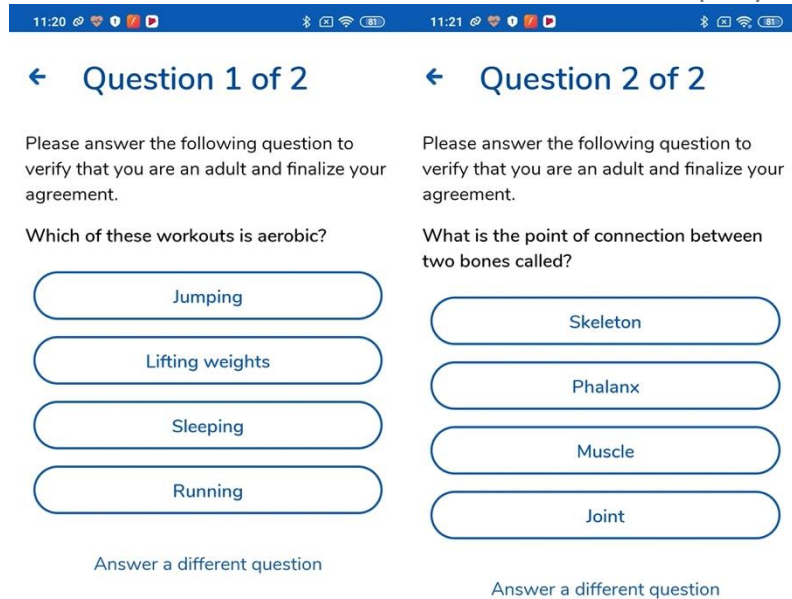 11:20
81
Question 1 of 2
Please answer the following question to
verify that you are an adult and finalize your
agreement.
Which of these workouts is aerobic?
Jumping
Lifting weights
Sleeping
Running
Answer a different question
11:21
81
Question 2 of 2
Please answer the following question to
verify that you are an adult and finalize your
agreement.
What is the point of connection between
two bones called?
Skeleton
Phalanx
Muscle
Joint
Answer a different question